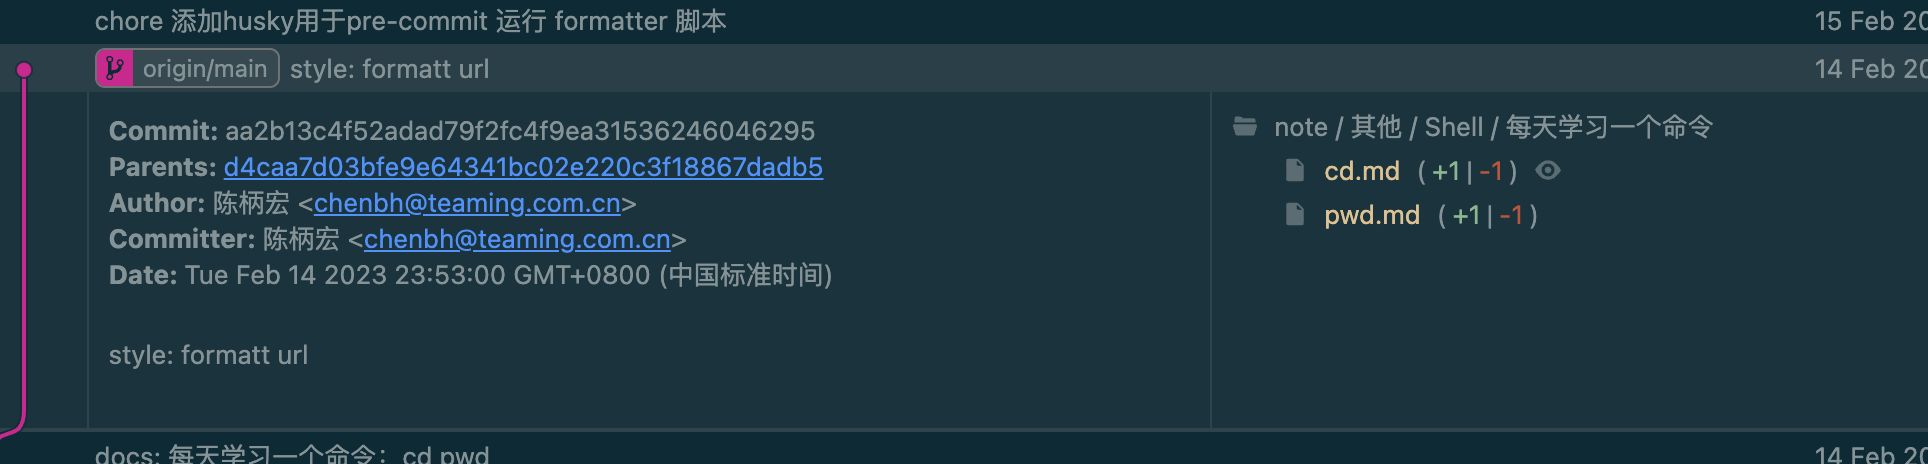 chore 添加husky用于pre-commit 运行 formatter 脚本 15 Feb 20
origin/main style: formatt url 14 Feb 20
Commit: aa2b13c4f52adad79f2fc4f9ea31536246046295
Parents: d4caa7d03bfe9e64341bc02e220c3f18867dadb5
Author: 陈柄宏 <chenbh@teaming.com.cn>
Committer: 陈柄宏 <chenbh@teaming.com.cn>
Date: Tue Feb 14 2023 23:53:00 GMT+0800 (中国标准时间)
style: formatt url
note / 其他 / Shell / 每天学习一个命令
cd.md (+1|-1)
pwd.md (+1|-1)
docs: 每天学习一个命令：cd pwd 14 Feb 20